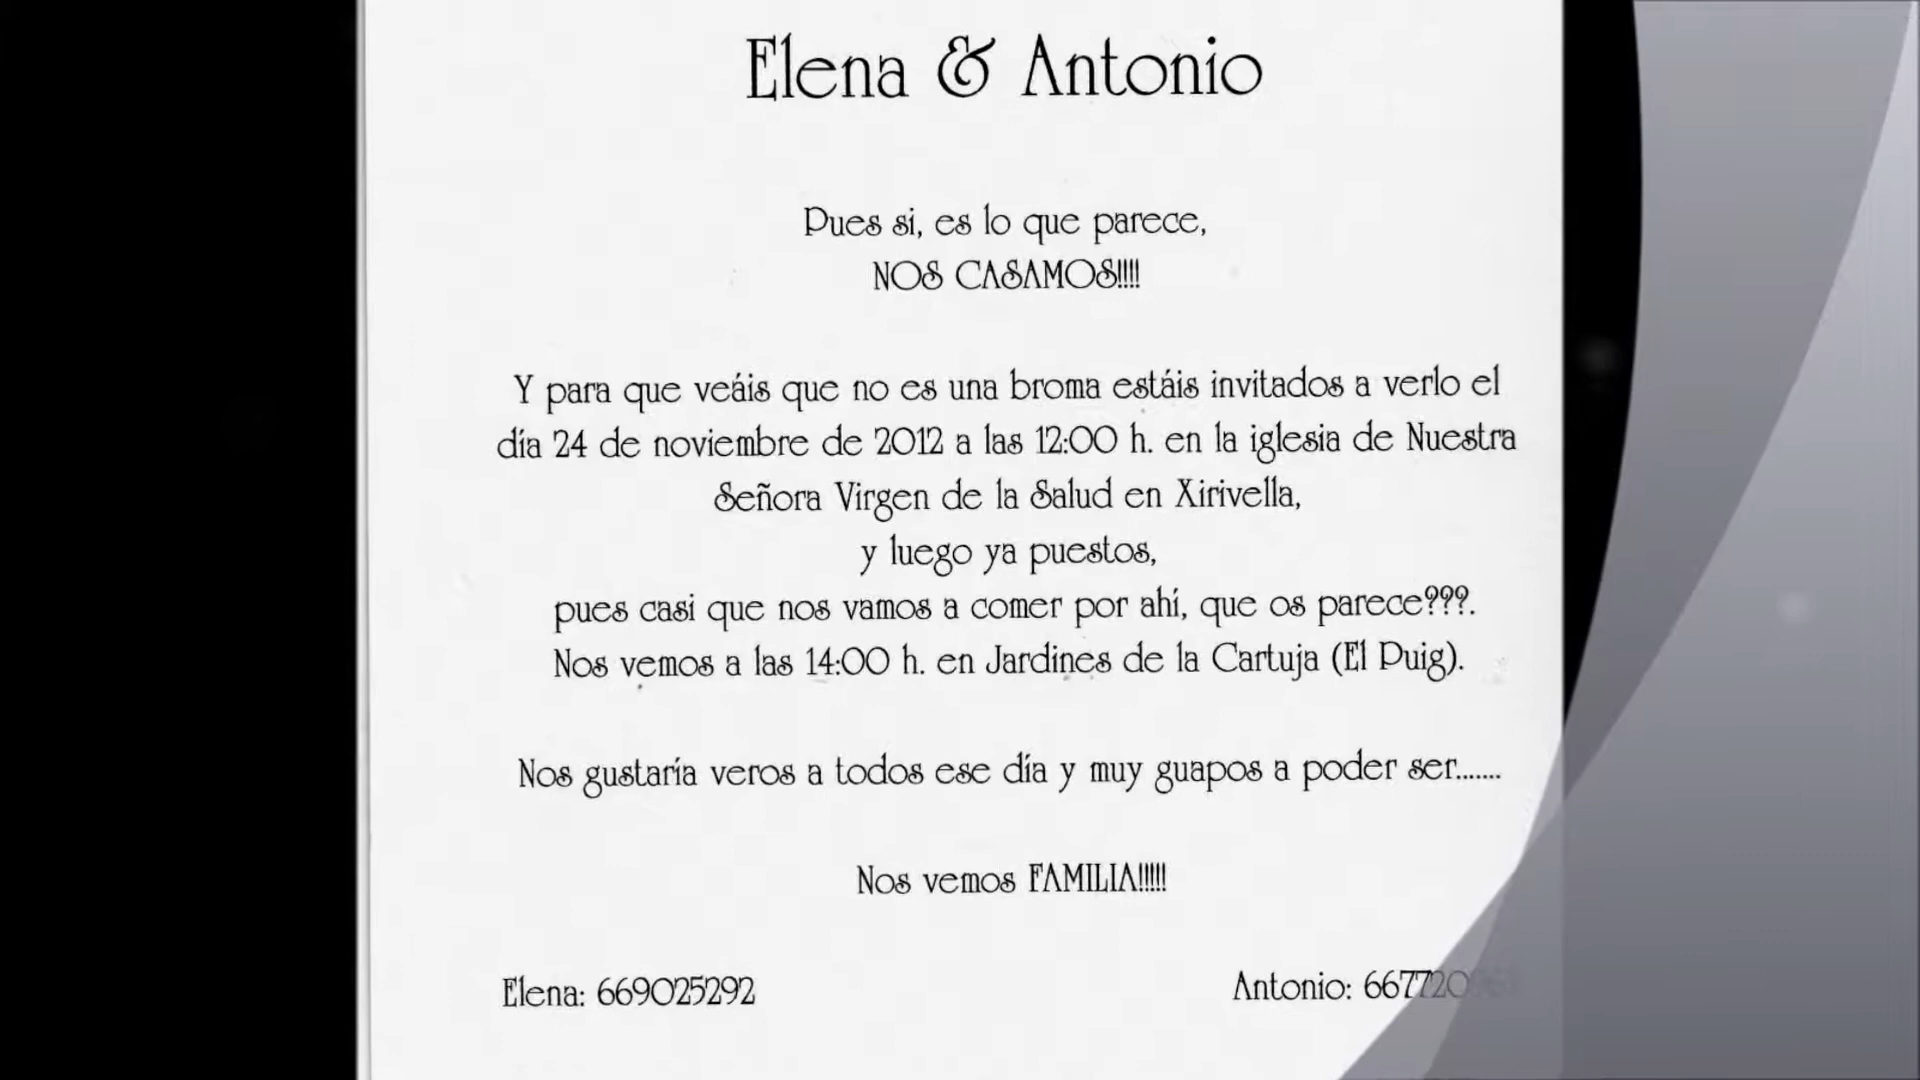 Elena & Antonio
Pues si, es lo que parece,
NOS CASAMOS!!!!
Y para que veáis que no es una broma estáis invitados a verlo el
día 24 de noviembre de 2012 a las 12:00 h. en la iglesia de Nuestra
Señora Virgen de la Salud en Xirivella,
y luego ya puestos,
pues casi que nos vamos a comer por ahí, que os parece???.
Nos vemos a las 14:00 h. en Jardines de la Cartuja (El Puig).
Nos gustaría veros a todos ese día y muy guapos a poder ser.......
Nos vemos FAMILIA!!!!!
Elena: 669025292
Antonio: